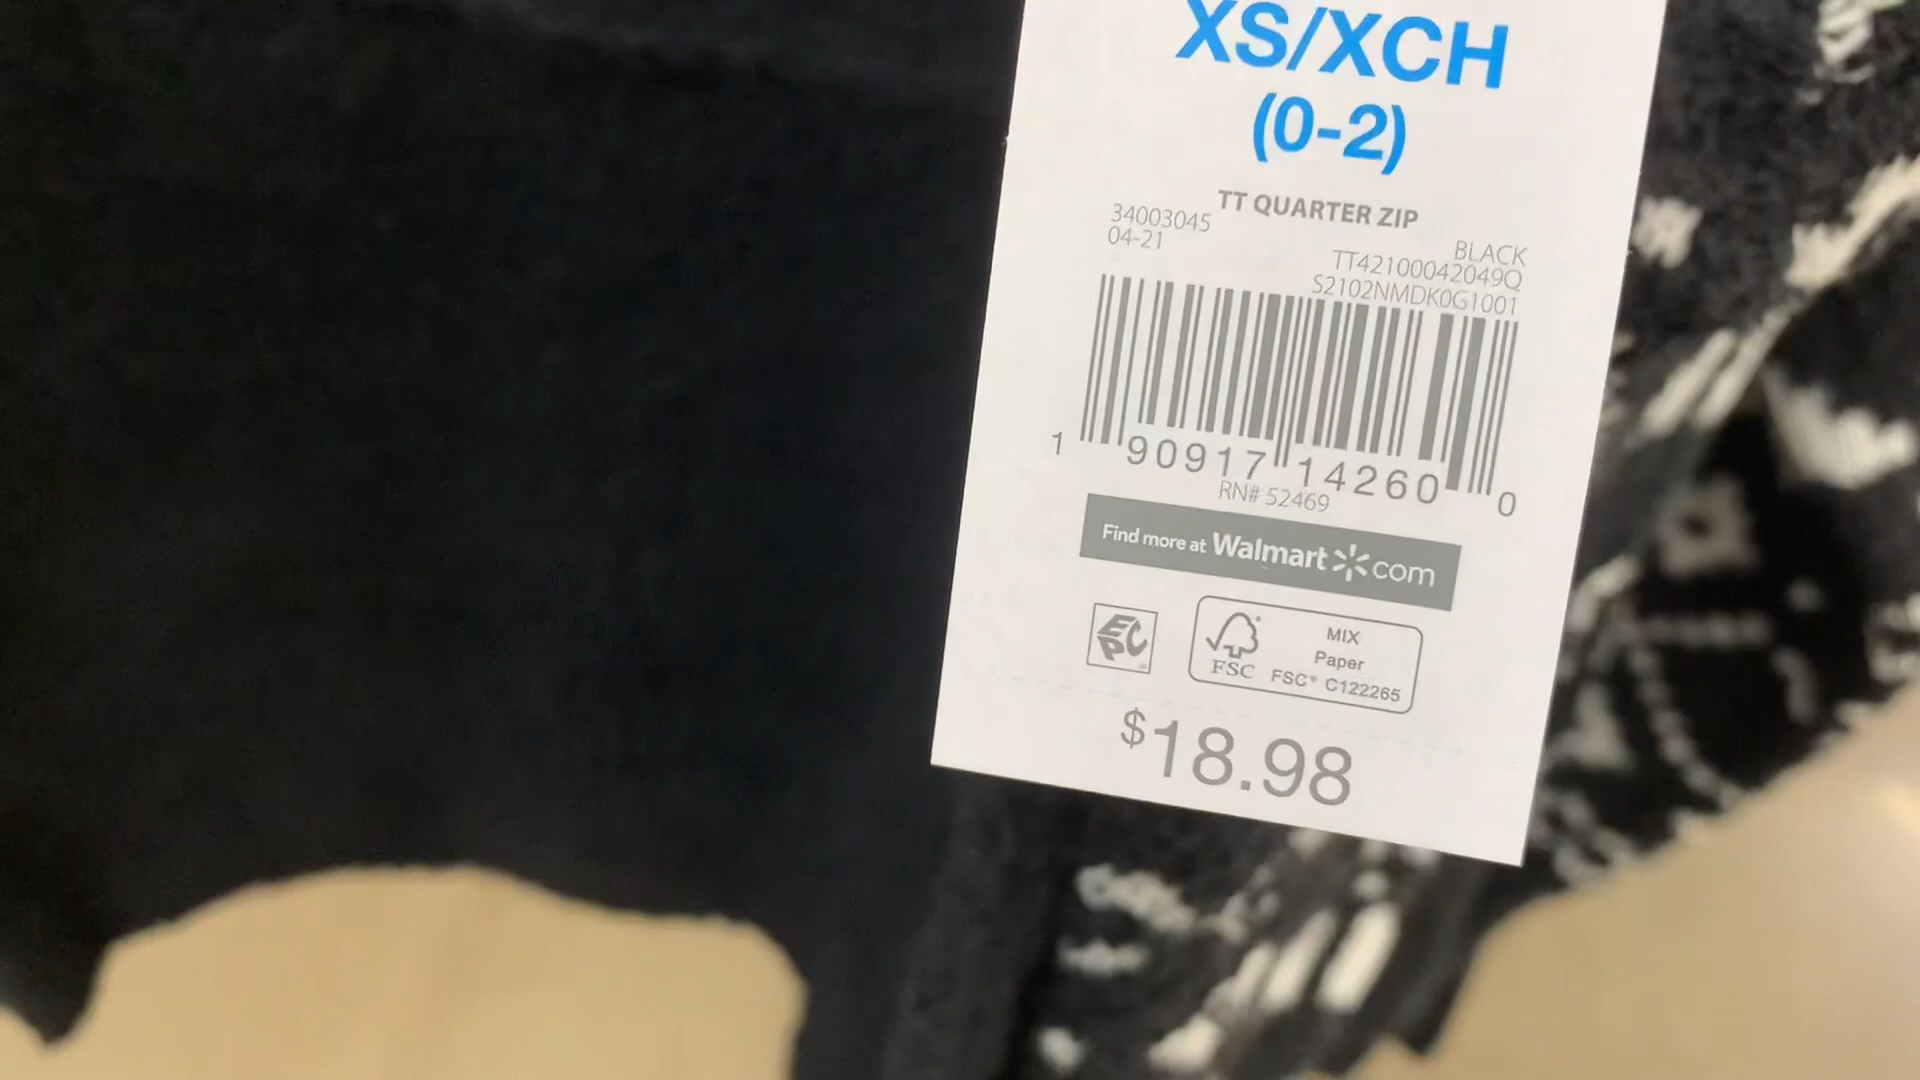 XS/XCH
(0-2)
TT QUARTER ZIP
34003045
04-21
BLACK
TT42100042049Q
S2102NMDK0G1001
1 90917 14260 0
RN# 52469
Find more at Walmart com
EPC
FSC
MIX
Paper
FSC® C122265
$18.98